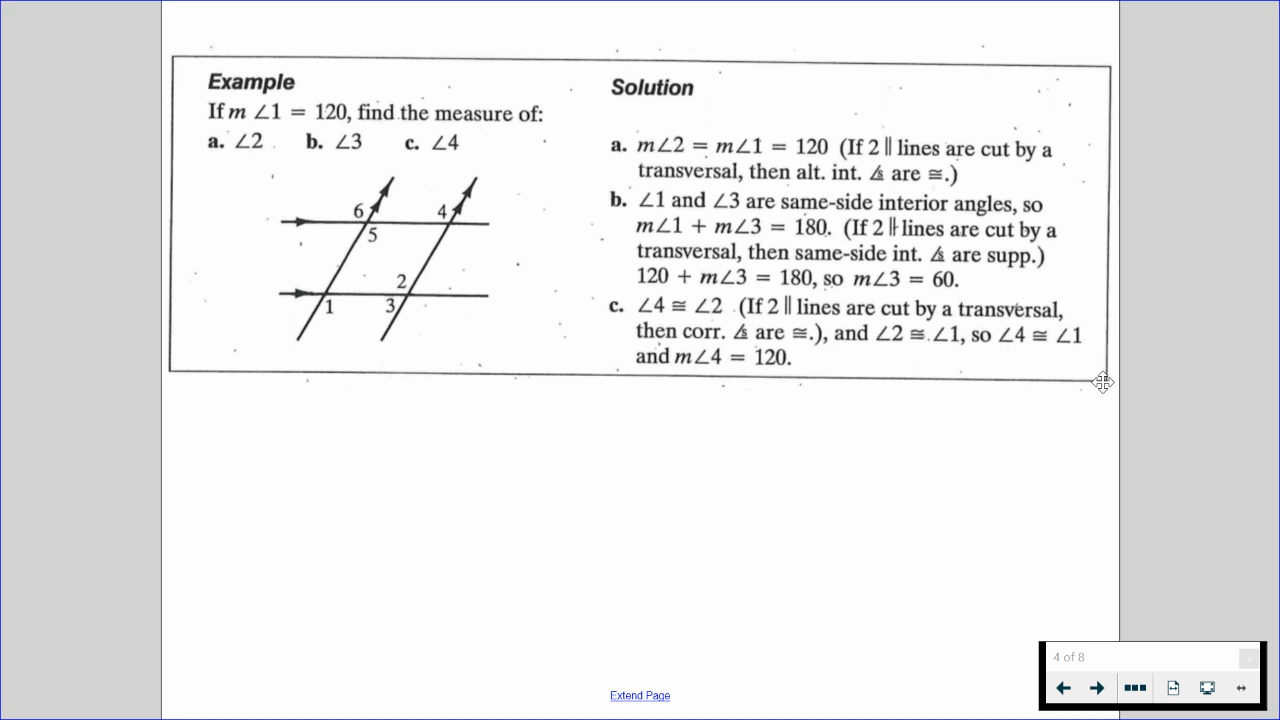 Example
If m ∠1 = 120, find the measure of:
a. ∠2 b. ∠3 c. ∠4
6 4
5
2
1 3
Solution
a. m∠2 = m∠1 = 120 (If 2 ∥ lines are cut by a
transversal, then alt. int. ∡s are ≅.)
b. ∠1 and ∠3 are same-side interior angles, so
m∠1 + m∠3 = 180. (If 2 ∥ lines are cut by a
transversal, then same-side int. ∡s are supp.)
120 + m∠3 = 180, so m∠3 = 60.
c. ∠4 ≅ ∠2 (If 2 ∥ lines are cut by a transversal,
then corr. ∡s are ≅.), and ∠2 ≅ ∠1, so ∠4 ≅ ∠1
and m∠4 = 120.
4 of 8
Extend Page